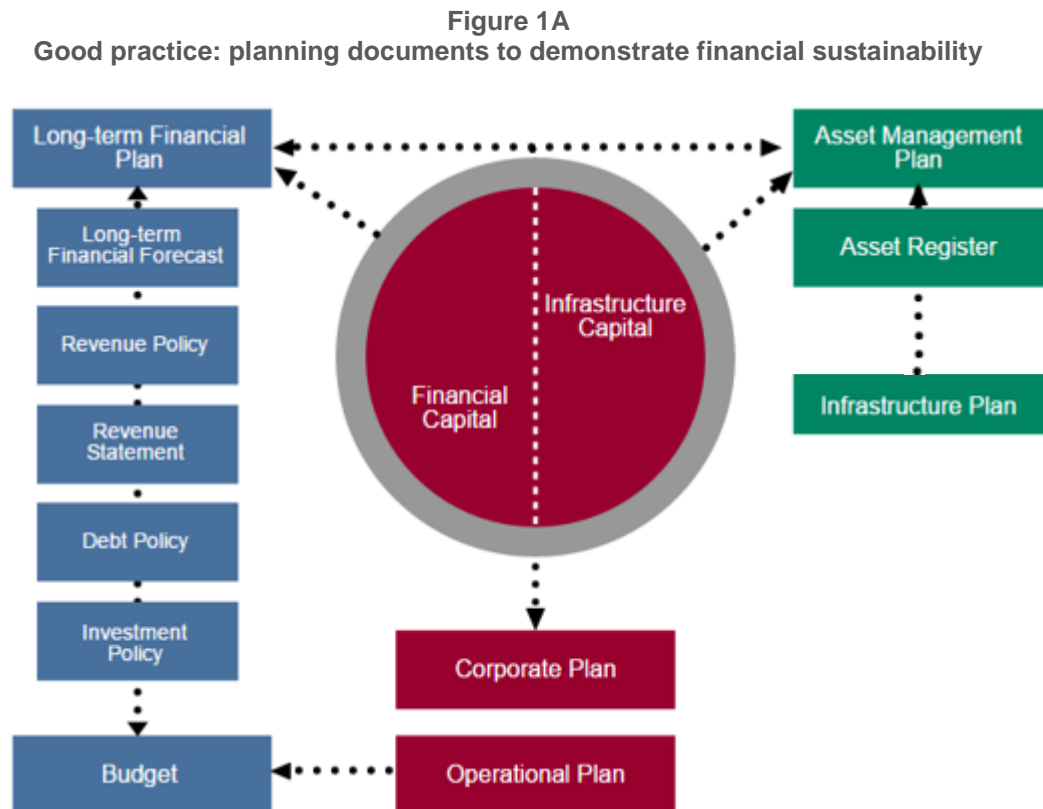 Figure 1A
Good practice: planning documents to demonstrate financial sustainability
Long-term Financial
Plan
Long-term
Financial Forecast
Revenue Policy
Revenue
Statement
Debt Policy
Investment
Policy
Budget
Infrastructure
Capital
Financial
Capital
Corporate Plan
Operational Plan
Asset Management
Plan
Asset Register
Infrastructure Plan